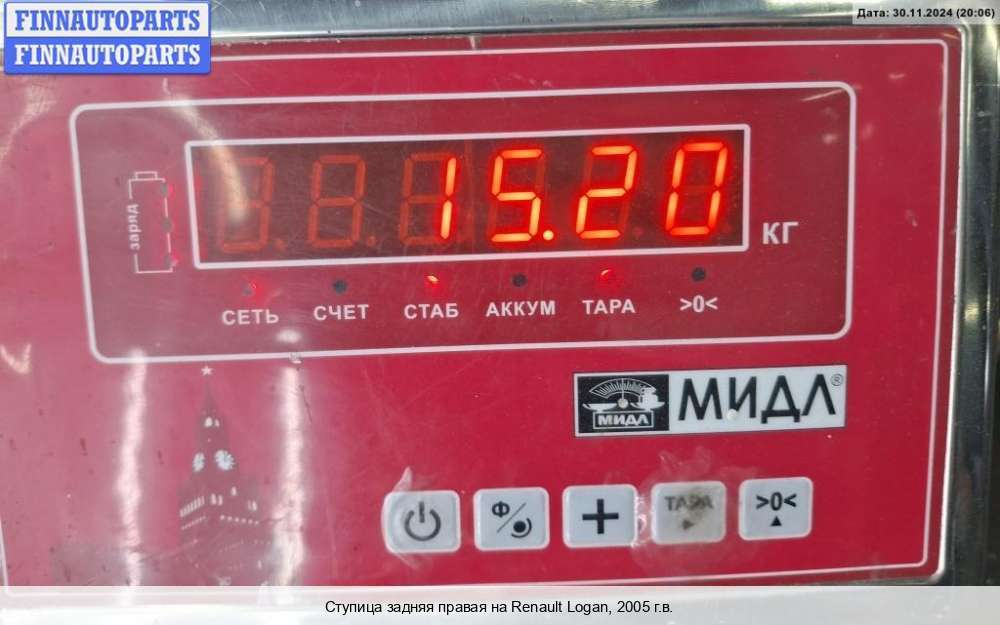 FINNAUTOPARTS
FINNAUTOPARTS
Дата: 30.11.2024 (20:06)
15.20
КГ
заряд
СЕТЬ СЧЕТ СТАБ АККУМ ТАРА >0<
МИДЛ
МИДЛ®
Ф/
ТАРА
>0<
Ступица задняя правая на Renault Logan, 2005 г.в.